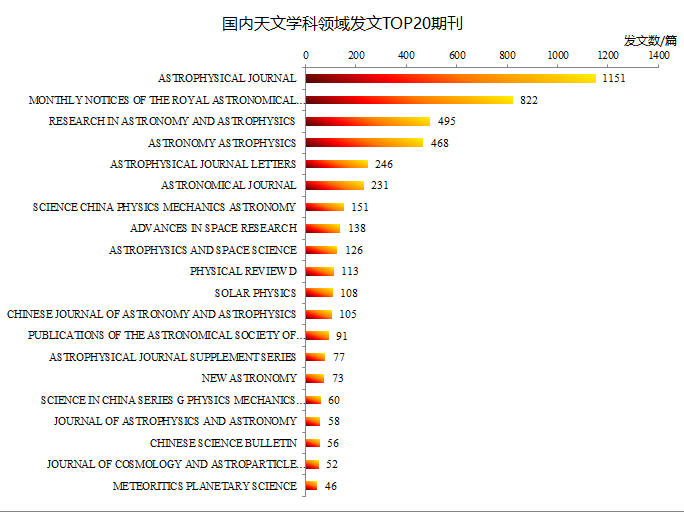 国内天文学科领域发文TOP20期刊
发文数/篇
0 200 400 600 800 1000 1200 1400
ASTROPHYSICAL JOURNAL 1151
MONTHLY NOTICES OF THE ROYAL ASTRONOMICAL... 822
RESEARCH IN ASTRONOMY AND ASTROPHYSICS 495
ASTRONOMY ASTROPHYSICS 468
ASTROPHYSICAL JOURNAL LETTERS 246
ASTRONOMICAL JOURNAL 231
SCIENCE CHINA PHYSICS MECHANICS ASTRONOMY 151
ADVANCES IN SPACE RESEARCH 138
ASTROPHYSICS AND SPACE SCIENCE 126
PHYSICAL REVIEW D 113
SOLAR PHYSICS 108
CHINESE JOURNAL OF ASTRONOMY AND ASTROPHYSICS 105
PUBLICATIONS OF THE ASTRONOMICAL SOCIETY OF... 91
ASTROPHYSICAL JOURNAL SUPPLEMENT SERIES 77
NEW ASTRONOMY 73
SCIENCE IN CHINA SERIES G PHYSICS MECHANICS... 60
JOURNAL OF ASTROPHYSICS AND ASTRONOMY 58
CHINESE SCIENCE BULLETIN 56
JOURNAL OF COSMOLOGY AND ASTROPARTICLE... 52
METEORITICS PLANETARY SCIENCE 46